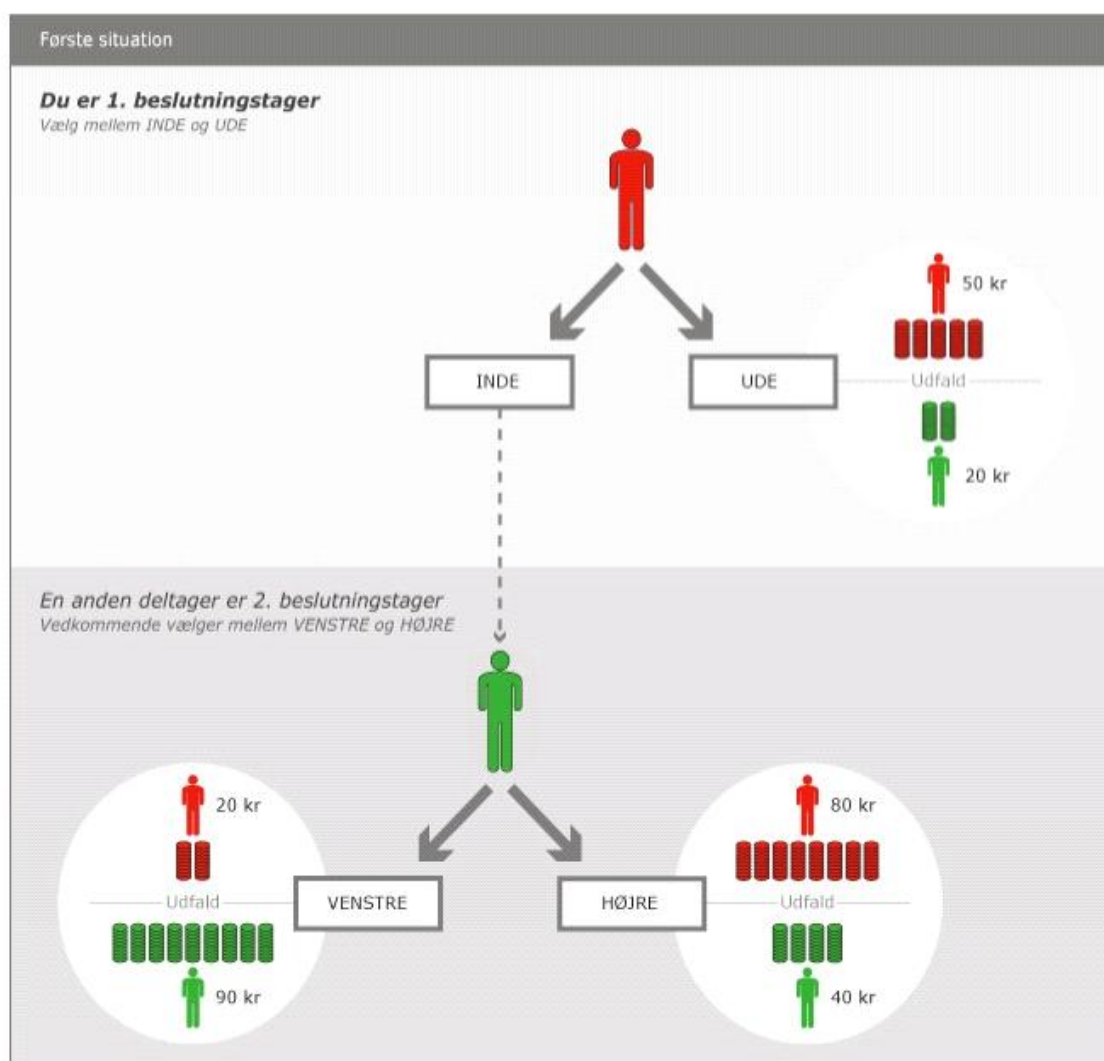 Første situation
Du er 1. beslutningstager
Vælg mellem INDE og UDE
50 kr
INDE
UDE
Udfald
20 kr
En anden deltager er 2. beslutningstager
Vedkommende vælger mellem VENSTRE og HØJRE
20 kr
80 kr
Udfald
VENSTRE
HØJRE
Udfald
90 kr
40 kr